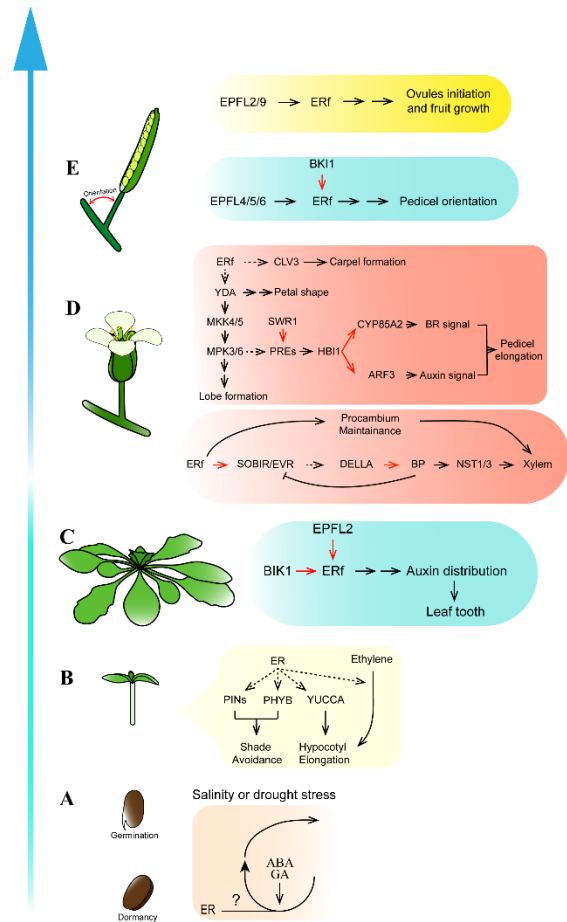 EPFL2/9 ERf Ovules initiation
and fruit growth
E
Orientation
BKI1
EPFL4/5/6 ERf Pedicel orientation
D
ERf CLV3 Carpel formation
YDA Petal shape
MKK4/5 SWR1 CYP85A2 BR signal
MPK3/6 PREs HBI1 Pedicel
elongation
ARF3 Auxin signal
Lobe formation
Procambium
Maintainance
ERf SOBIR/EVR DELLA BP NST1/3 Xylem
C
EPFL2
BIK1 ERf Auxin distribution
Leaf tooth
B
ER Ethylene
PINs PHYB YUCCA
Shade
Avoidance
Hypocotyl
Elongation
A
Germination
Dormancy
Salinity or drought stress
ABA
GA
ER ?